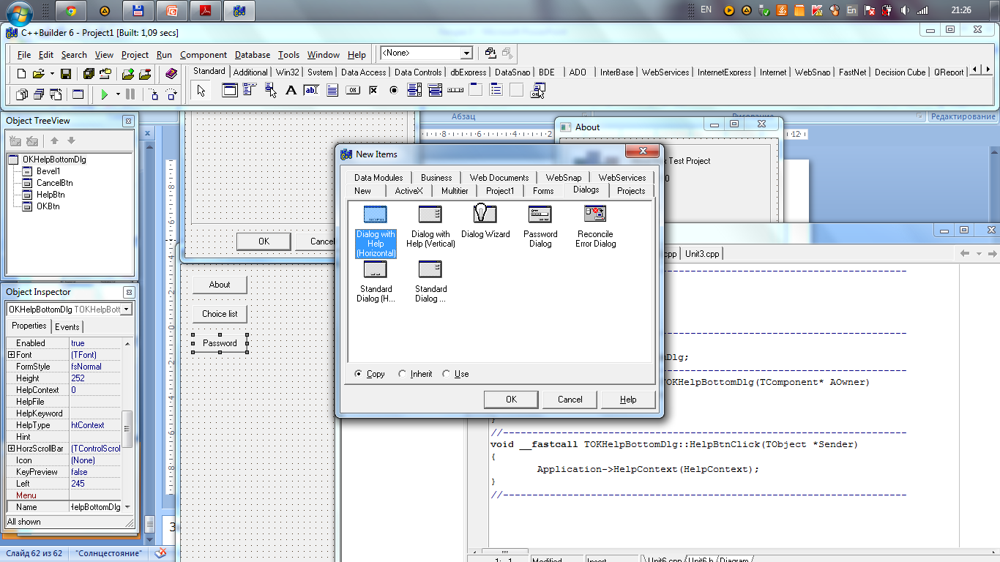 EN
En
21:26
C++Builder 6 - Project1 [Built: 1,09 secs]
File Edit Search View Project Run Component Database Tools Window Help
<None>
Standard Additional Win32 System Data Access Data Controls dbExpress DataSnap BDE ADO InterBase WebServices InternetExpress Internet WebSnap FastNet Decision Cube QReport
Абзац
Рисование
Редактирование
Object TreeView
OKHelpBottomDlg
Bevel1
CancelBtn
HelpBtn
OKBtn
Object Inspector
OKHelpBottomDlg TOKHelpBott
Properties Events
Enabled true
Font (TFont)
FormStyle fsNormal
Height 252
HelpContext 0
HelpFile
HelpKeyword
HelpType htContext
Hint
HorzScrollBar (TControlScrol
Icon (None)
KeyPreview false
Left 245
Menu
Name HelpBottomDlg
All shown
Слайд 62 из 62 "Солнцестояние"
OK
Cancel
About
Choice list
Password
About
Test Project
0
8 6 4 2
12
New Items
Data Modules Business Web Documents WebSnap WebServices
New ActiveX Multitier Project1 Forms Dialogs Projects
Dialog with Help (Horizontal)
Dialog with Help (Vertical)
Dialog Wizard
Password Dialog
Reconcile Error Dialog
Standard Dialog (H...
Standard Dialog ...
Copy Inherit Use
OK Cancel Help
cpp Unit3.cpp
//---------------------------------------------------------------------
Dlg;
TOKHelpBottomDlg(TComponent* AOwner)
}
//---------------------------------------------------------------------
void __fastcall TOKHelpBottomDlg::HelpBtnClick(TObject *Sender)
{
Application->HelpContext(HelpContext);
}
//---------------------------------------------------------------------
1: 1 Modified Insert Unit6.cpp Unit6.h Diagram